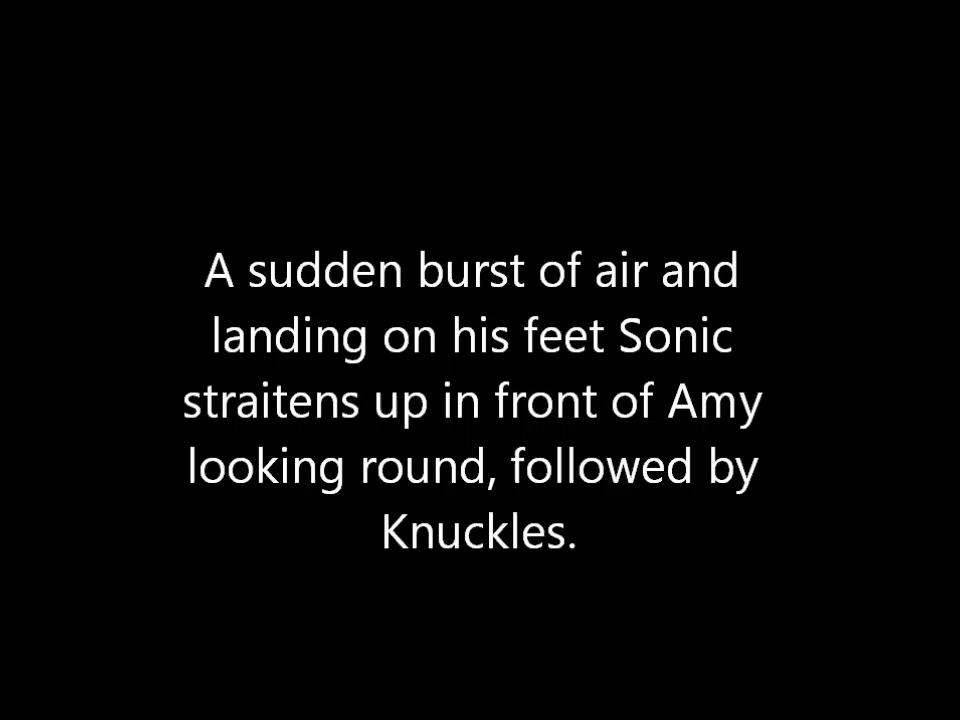 A sudden burst of air and
landing on his feet Sonic
straitens up in front of Amy
looking round, followed by
Knuckles.